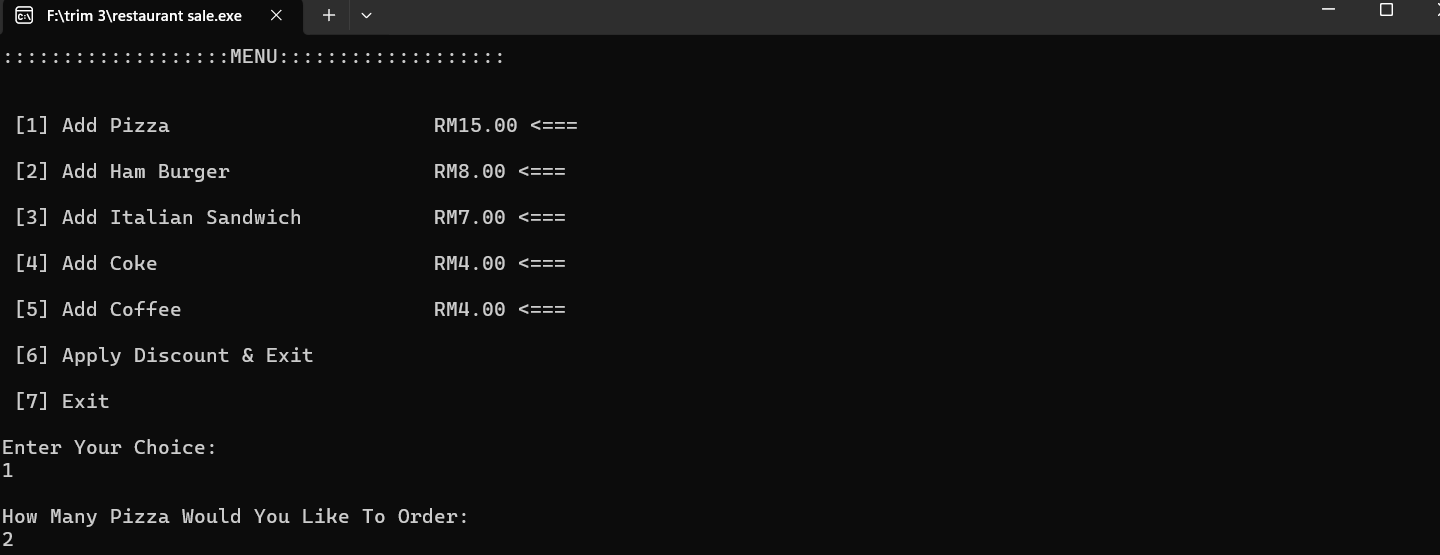 F:\trim 3\restaurant sale.exe
:::::::::::::::::::MENU:::::::::::::::::::
[1] Add Pizza RM15.00 <===
[2] Add Ham Burger RM8.00 <===
[3] Add Italian Sandwich RM7.00 <===
[4] Add Coke RM4.00 <===
[5] Add Coffee RM4.00 <===
[6] Apply Discount & Exit
[7] Exit
Enter Your Choice:
1
How Many Pizza Would You Like To Order:
2